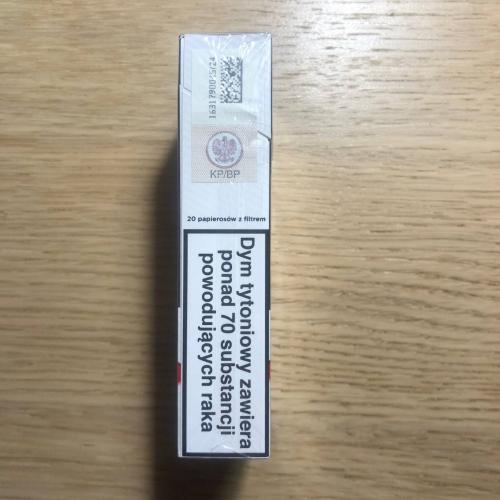 KP/BP
20 papierosów z filtrem
Dym tytoniowy zawiera
ponad 70 substancji
powodujących raka